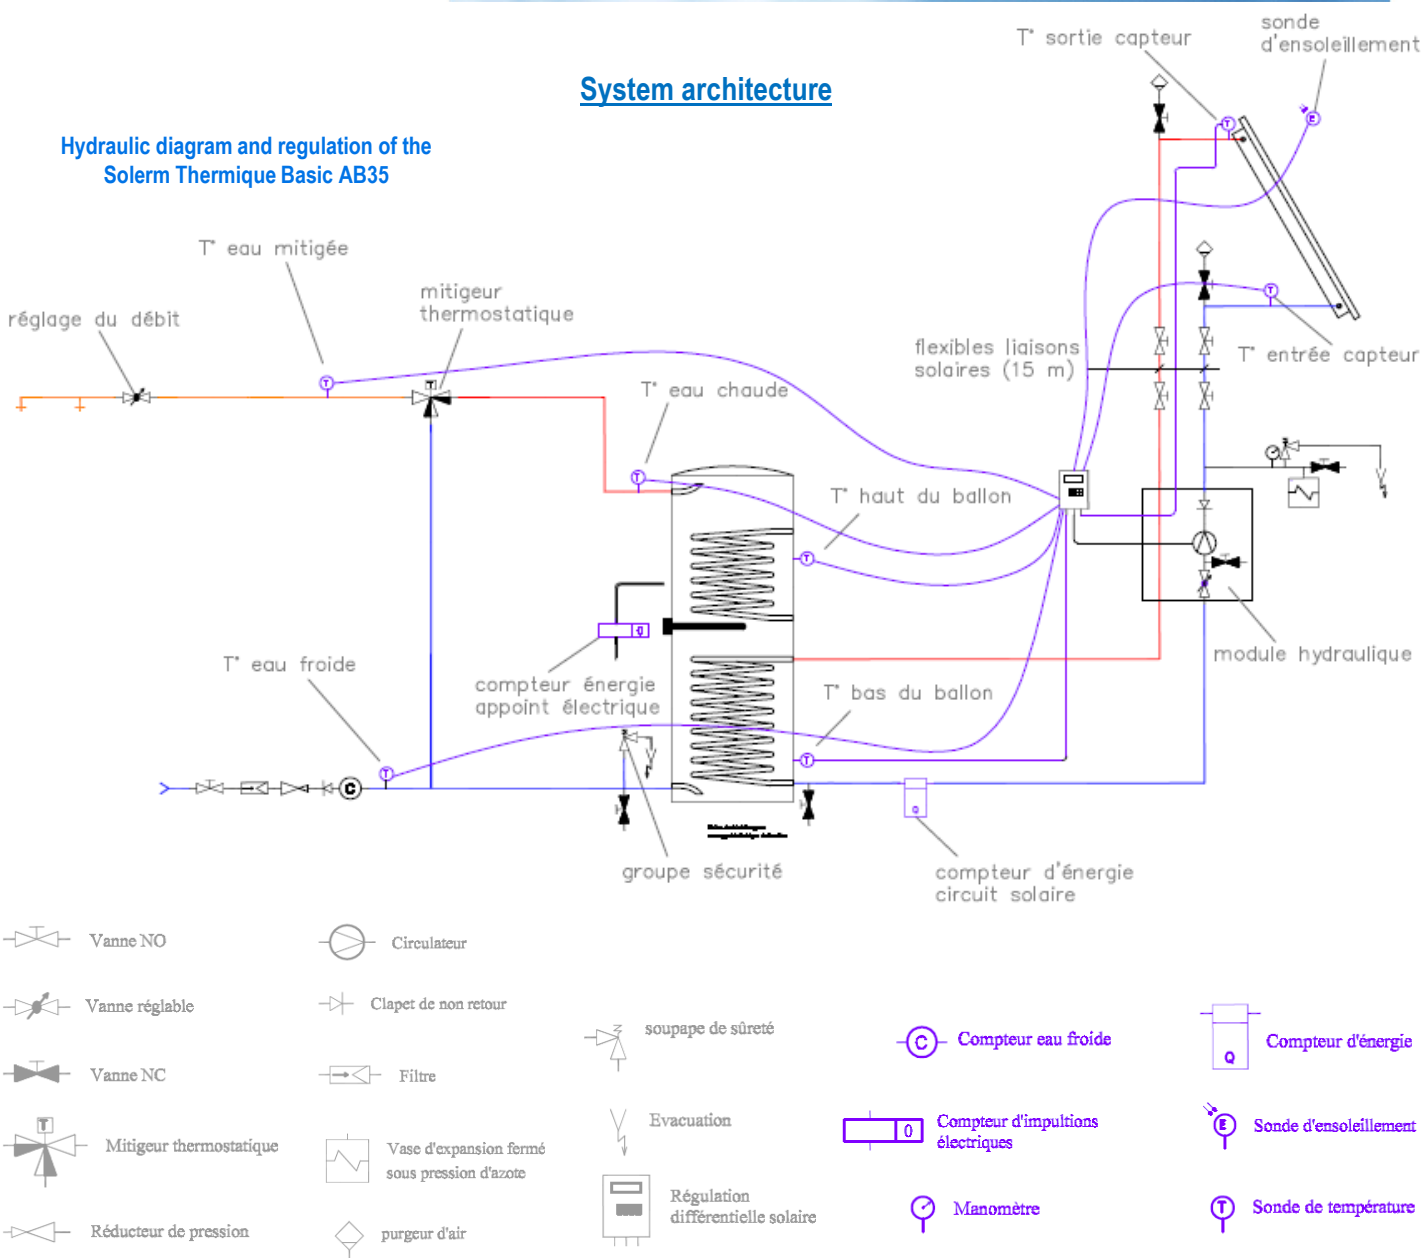 System architecture
Hydraulic diagram and regulation of the
Solerm Thermique Basic AB35
T° sortie capteur
sonde
d'ensoleillement
T° eau mitigée
mitigeur
thermostatique
réglage du débit
flexibles liaisons
solaires (15 m)
T° entrée capteur
T° eau chaude
T° haut du ballon
T° eau froide
compteur énergie
appoint électrique
T° bas du ballon
module hydraulique
groupe sécurité
compteur d'énergie
circuit solaire
T
T
T
T
T
T
T
T
E
C
Q
Vanne NO
Vanne réglable
Vanne NC
T
Mitigeur thermostatique
Réducteur de pression
Circulateur
Clapet de non retour
Filtre
Vase d'expansion fermé
sous pression d'azote
purgeur d'air
soupape de sûreté
Evacuation
Régulation
différentielle solaire
C
Compteur eau froide
0
Compteur d'impultions
électriques
Manomètre
Q
Compteur d'énergie
E
Sonde d'ensoleillement
T
Sonde de température